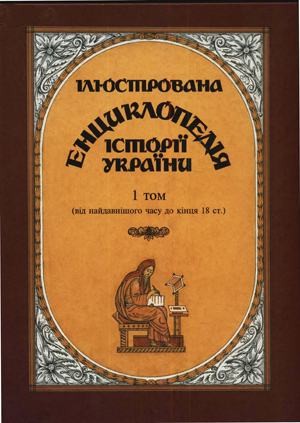 ІЛЮСТРОВАНА
ЕНЦИКЛОПЕДІЯ
ІСТОРІЇ
УКРАЇНИ
1 том
(від найдавнішого часу до кінця 18 ст.)